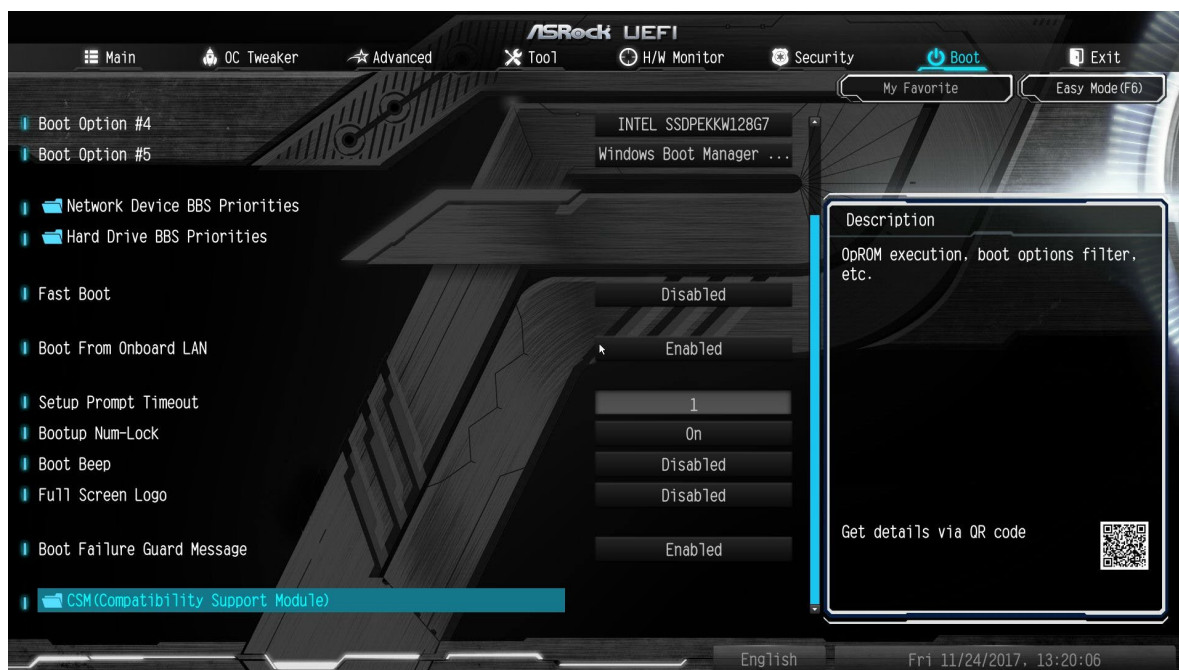 ASRock UEFI
Main OC Tweaker Advanced Tool H/W Monitor Security Boot Exit
My Favorite Easy Mode(F6)
Boot Option #4 INTEL SSDPEKKW128G7
Boot Option #5 Windows Boot Manager ...
Network Device BBS Priorities
Hard Drive BBS Priorities
Fast Boot Disabled
Boot From Onboard LAN Enabled
Setup Prompt Timeout 1
Bootup Num-Lock On
Boot Beep Disabled
Full Screen Logo Disabled
Boot Failure Guard Message Enabled
CSM(Compatibility Support Module)
Description
OpROM execution, boot options filter,
etc.
Get details via QR code
English Fri 11/24/2017, 13:20:06